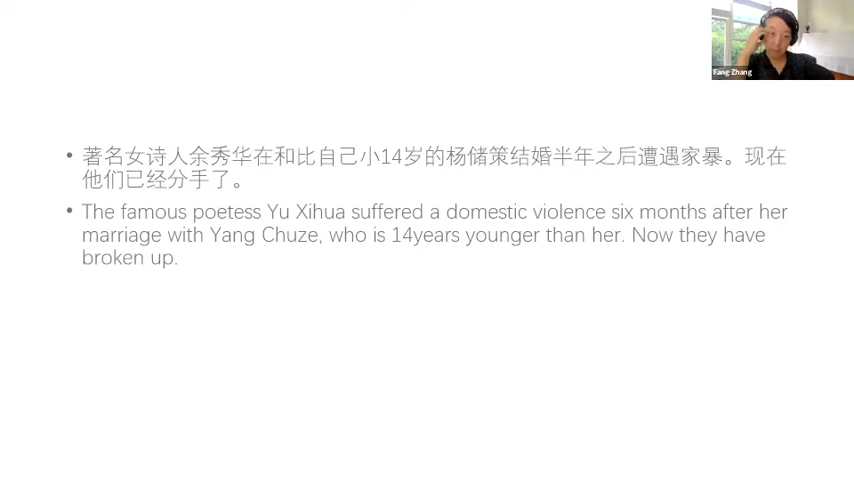 Fang Zhang
• 著名女诗人余秀华在和比自己小14岁的杨储策结婚半年之后遭遇家暴。现在
他们已经分手了。
• The famous poetess Yu Xihua suffered a domestic violence six months after her
marriage with Yang Chuze, who is 14years younger than her. Now they have
broken up.